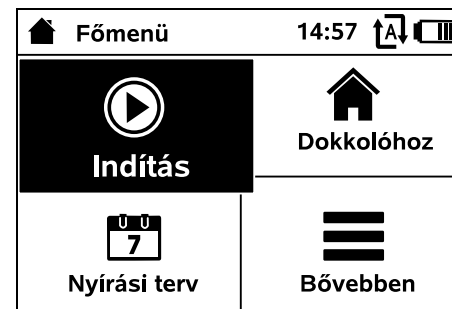 Főmenü 14:57 A
Indítás
Dokkolóhoz
7
Nyírási terv
Bővebben